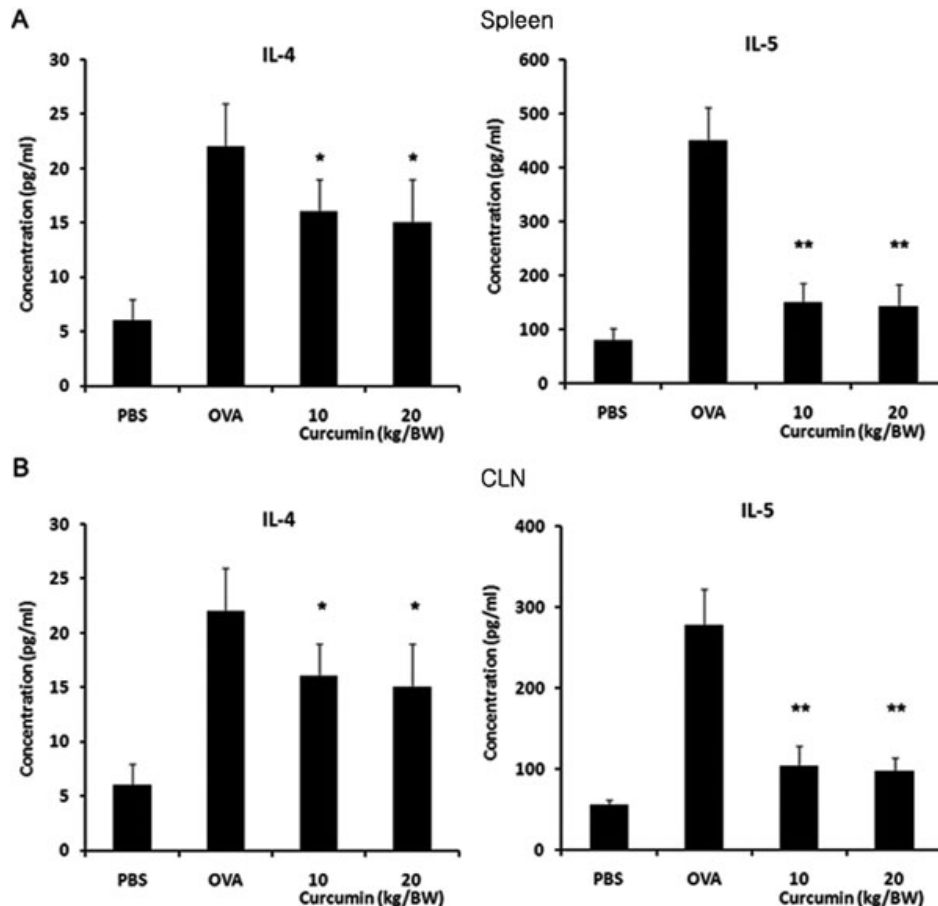 A
Spleen
IL-4
Concentration (pg/ml)
30
25
20
15
10
5
0
PBS OVA 10 20
Curcumin (kg/BW)
* *
IL-5
Concentration (pg/ml)
600
500
400
300
200
100
0
PBS OVA 10 20
Curcumin (kg/BW)
** **
B
CLN
IL-4
Concentration (pg/ml)
30
25
20
15
10
5
0
PBS OVA 10 20
Curcumin (kg/BW)
* *
IL-5
Concentration (pg/ml)
400
300
200
100
0
PBS OVA 10 20
Curcumin (kg/BW)
** **